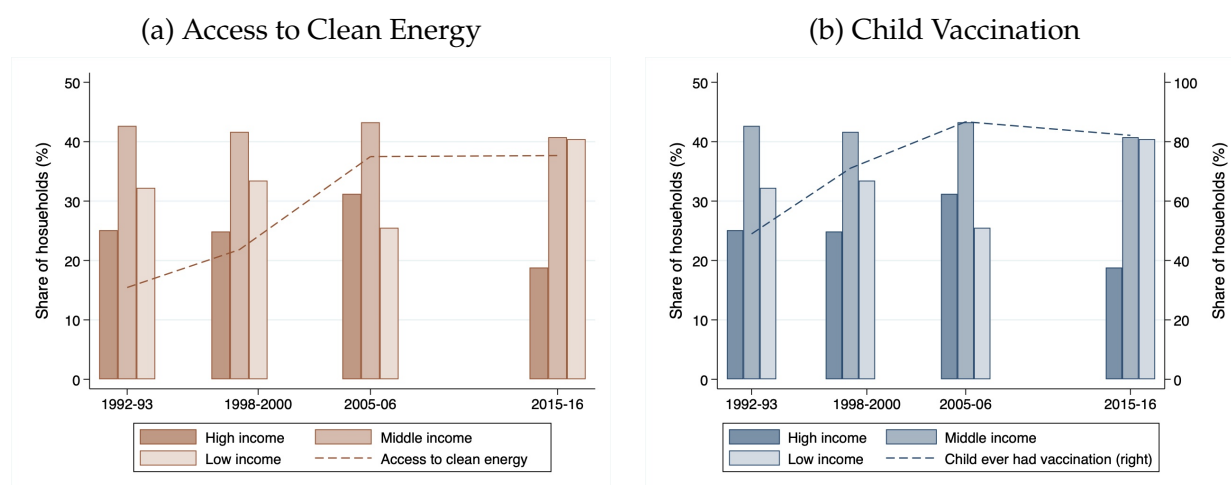 (a) Access to Clean Energy
Share of hosueholds (%)
50
40
30
20
10
0
1992-93
1998-2000
2005-06
2015-16
High income
Middle income
Low income
Access to clean energy
(b) Child Vaccination
Share of hosueholds (%)
50
40
30
20
10
0
100
80
60
40
20
0
Share of hosueholds (%)
1992-93
1998-2000
2005-06
2015-16
High income
Middle income
Low income
Child ever had vaccination (right)